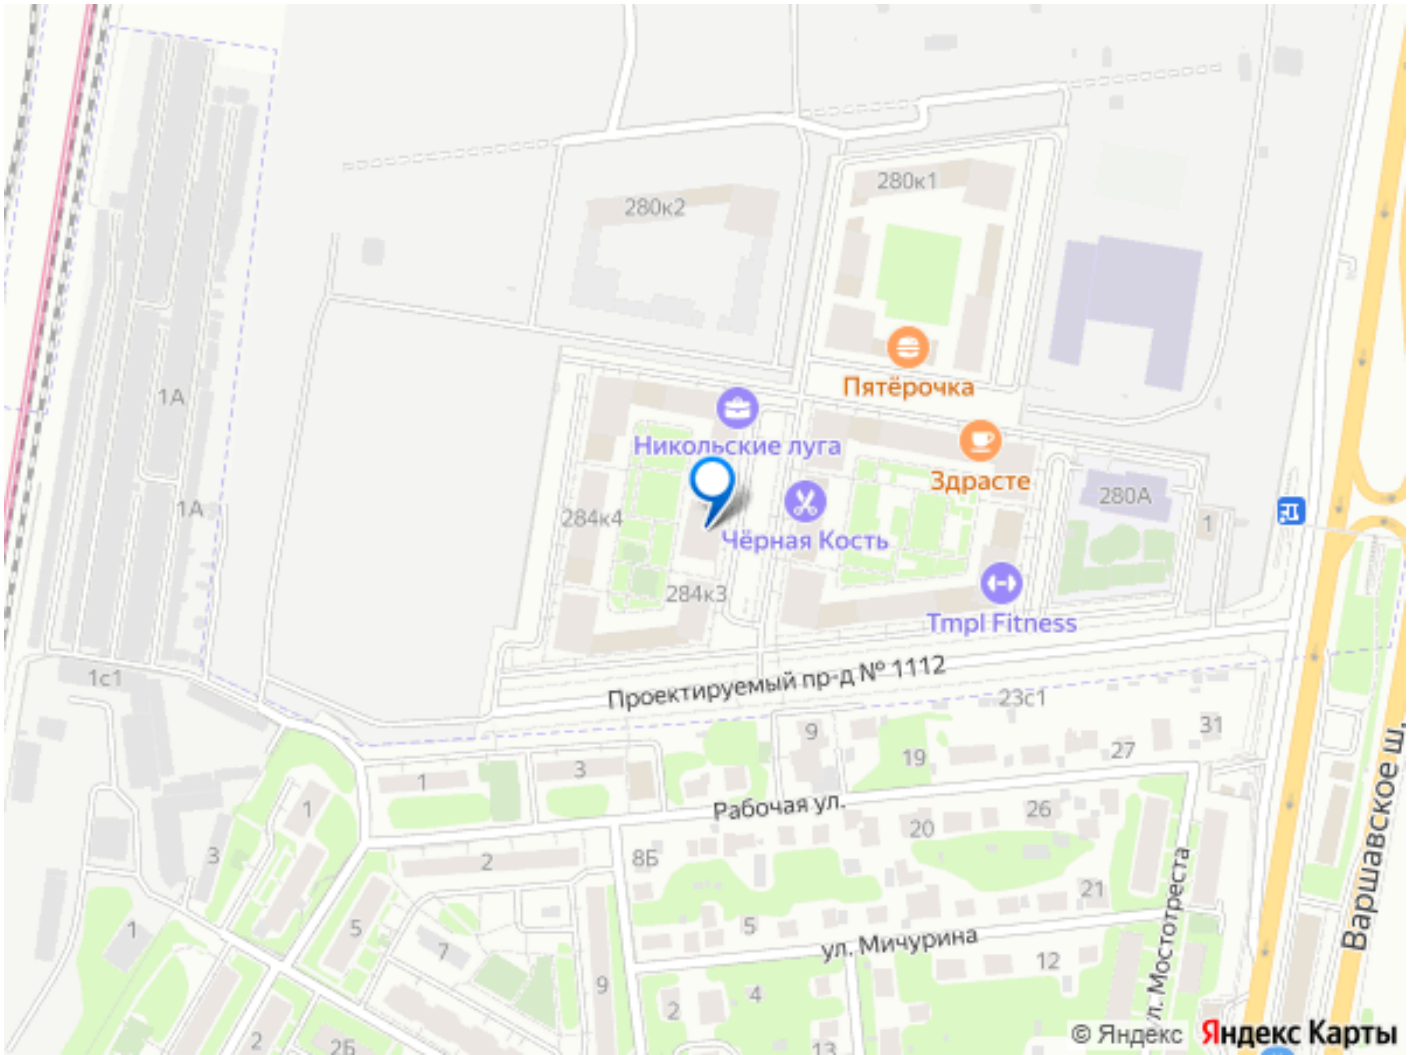 280к1
280к2
1А
Пятёрочка
Никольские луга
Здрасте
280А
1А
284к4
1
Чёрная Кость
284к3
Tmpl Fitness
1с1
Проектируемый пр-д № 1112
23с1
9
31
19
27
1
3
1
Рабочая ул.
26
20
3
2
8Б
21
5
1
7
5
ул. Мичурина
12
9
4
2
2
2Б
13
ул. Мостотреста
Варшавское ш.
© Яндекс Яндекс Карты